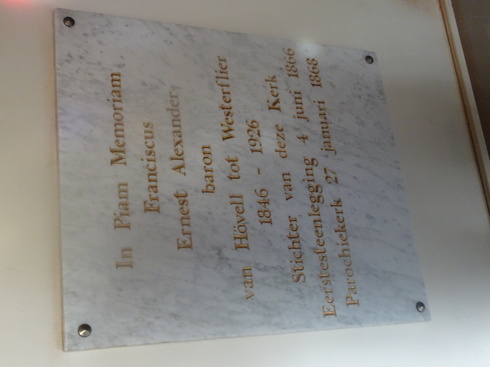 In Piam Memoriam
Franciscus
Ernest Alexander,
baron
van Hövell tot Westerflier
1846 - 1926
Stichter van deze Kerk
Eerstesteenlegging 4 juni 1866
Parochiekerk 27 januari 1868